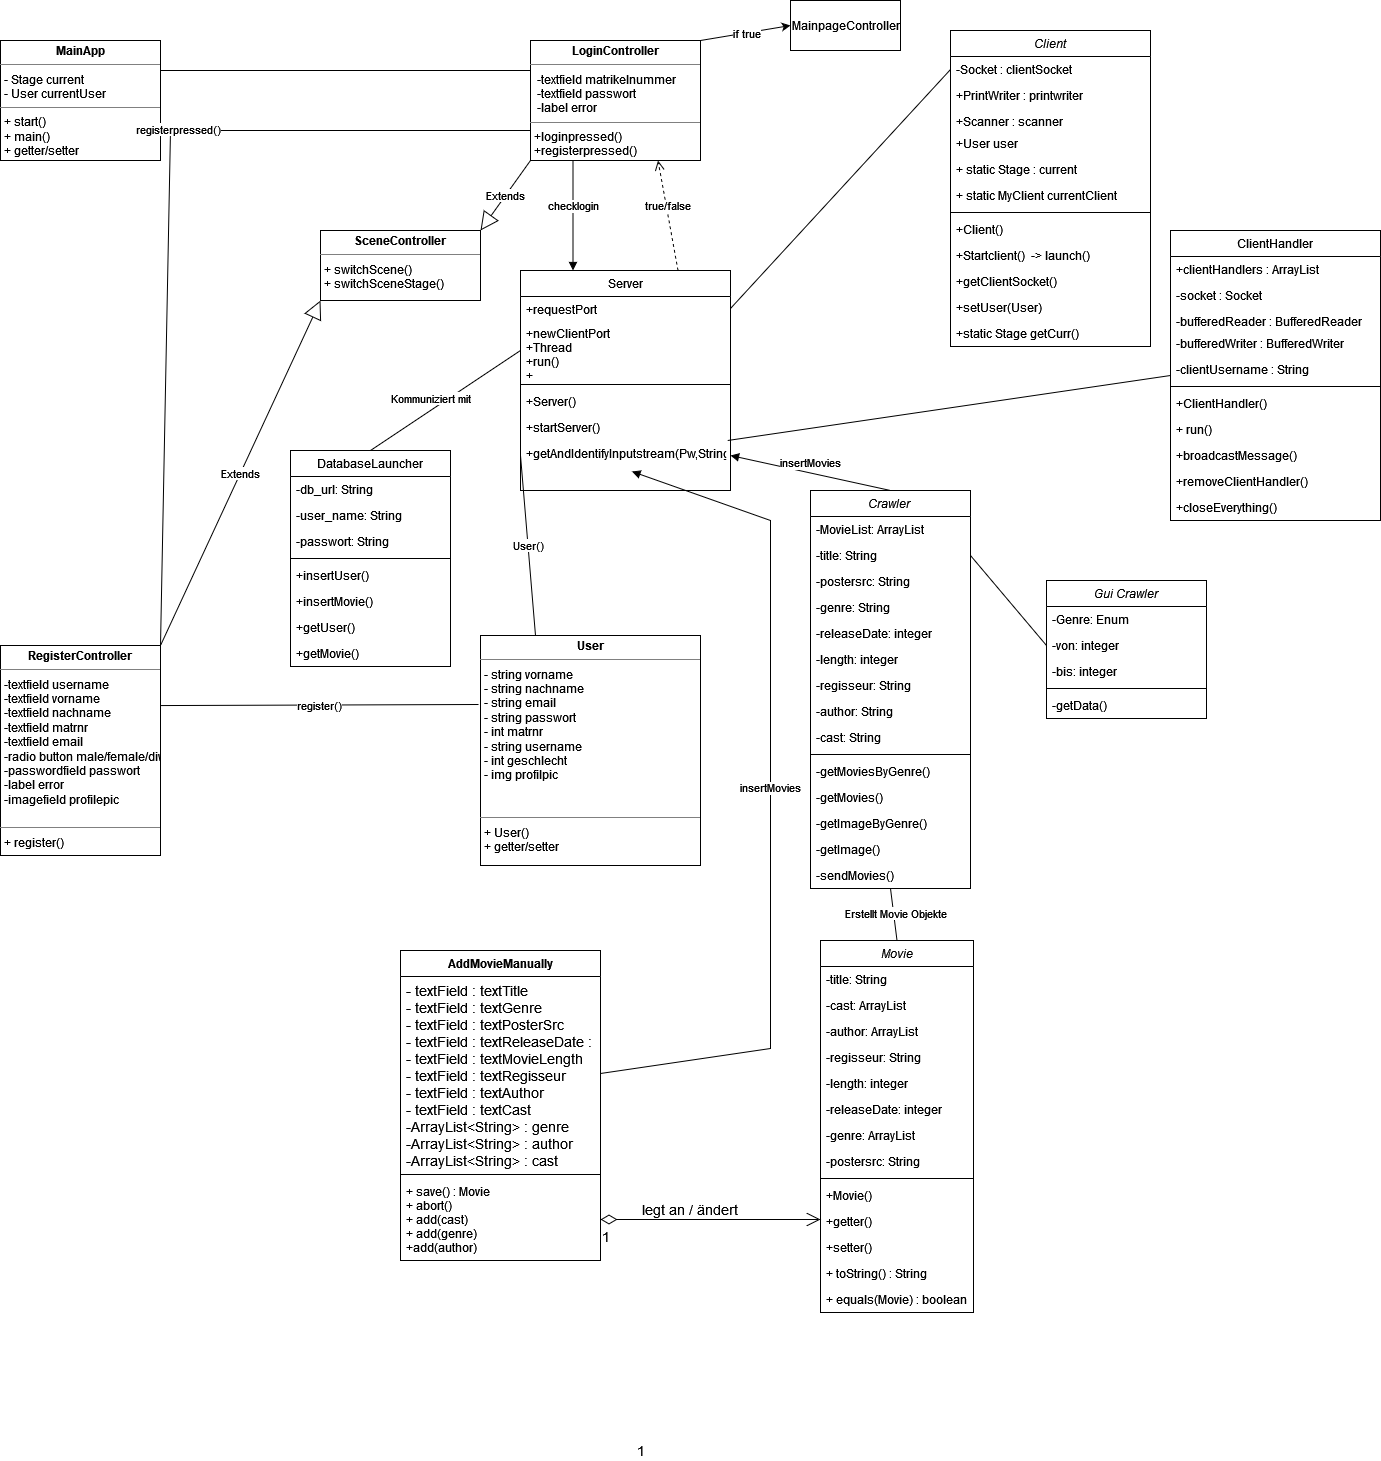 MainpageController
if true
MainApp
- Stage current
- User currentUser
+ start()
+ main()
+ getter/setter
registerpressed()
LoginController
-textfield matrikelnummer
-textfield passwort
-label error
+loginpressed()
+registerpressed()
Extends
checklogin
true/false
SceneController
+ switchScene()
+ switchSceneStage()
Client
-Socket : clientSocket
+PrintWriter : printwriter
+Scanner : scanner
+User user
+ static Stage : current
+ static MyClient currentClient
+Client()
+Startclient() -> launch()
+getClientSocket()
+setUser(User)
+static Stage getCurr()
ClientHandler
+clientHandlers : ArrayList
-socket : Socket
-bufferedReader : BufferedReader
-bufferedWriter : BufferedWriter
-clientUsername : String
+ClientHandler()
+ run()
+broadcastMessage()
+removeClientHandler()
+closeEverything()
Server
+requestPort
+newClientPort
+Thread
+run()
+
+Server()
+startServer()
+getAndIdentifyInputstream(Pw,String
Kommuniziert mit
Extends
DatabaseLauncher
-db_url: String
-user_name: String
-passwort: String
+insertUser()
+insertMovie()
+getUser()
+getMovie()
User()
insertMovies
Crawler
-MovieList: ArrayList
-title: String
-postersrc: String
-genre: String
-releaseDate: integer
-length: integer
-regisseur: String
-author: String
-cast: String
-getMoviesByGenre()
-getMovies()
-getImageByGenre()
-getImage()
-sendMovies()
Gui Crawler
-Genre: Enum
-von: integer
-bis: integer
-getData()
RegisterController
-textfield username
-textfield vorname
-textfield nachname
-textfield matrnr
-textfield email
-radio button male/female/div
-passwordfield passwort
-label error
-imagefield profilepic
+ register()
register()
User
- string vorname
- string nachname
- string email
- string passwort
- int matrnr
- string username
- int geschlecht
- img profilpic
+ User()
+ getter/setter
insertMovies
Erstellt Movie Objekte
AddMovieManually
- textField : textTitle
- textField : textGenre
- textField : textPosterSrc
- textField : textReleaseDate :
- textField : textMovieLength
- textField : textRegisseur
- textField : textAuthor
- textField : textCast
-ArrayList<String> : genre
-ArrayList<String> : author
-ArrayList<String> : cast
+ save() : Movie
+ abort()
+ add(cast)
+ add(genre)
+add(author)
legt an / ändert
1
Movie
-title: String
-cast: ArrayList
-author: ArrayList
-regisseur: String
-length: integer
-releaseDate: integer
-genre: ArrayList
-postersrc: String
+Movie()
+getter()
+setter()
+ toString() : String
+ equals(Movie) : boolean
1